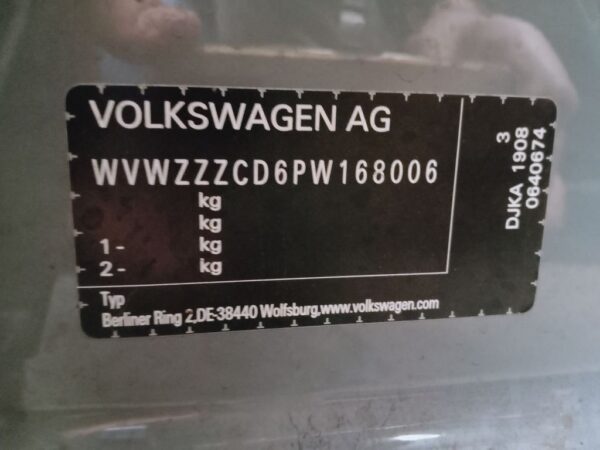 VOLKSWAGEN AG
WVWZZZCD6PW168006
kg
kg
1- kg
2- kg
Typ
Berliner Ring 2,DE-38440 Wolfsburg,www.volkswagen.com
3
DJKA 1908
0640674